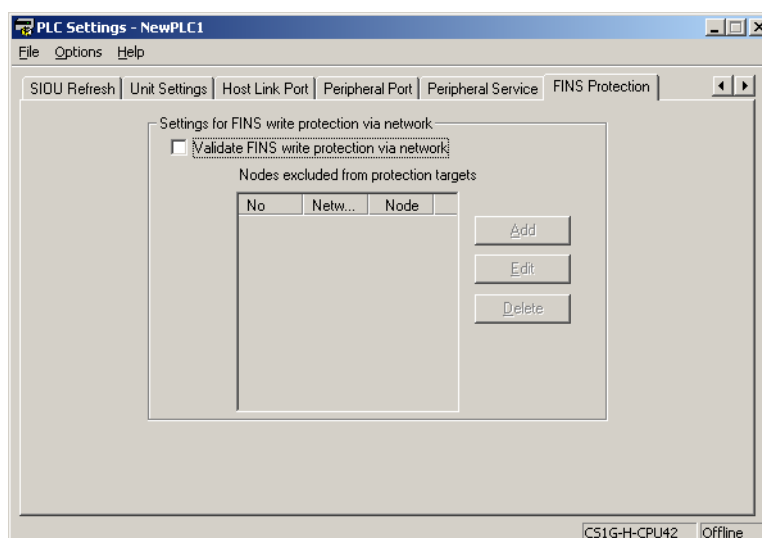 PLC Settings - NewPLC1
File Options Help
SIOU Refresh Unit Settings Host Link Port Peripheral Port Peripheral Service FINS Protection
Settings for FINS write protection via network
Validate FINS write protection via network
Nodes excluded from protection targets
No Netw... Node
Add
Edit
Delete
CS1G-H-CPU42 Offline